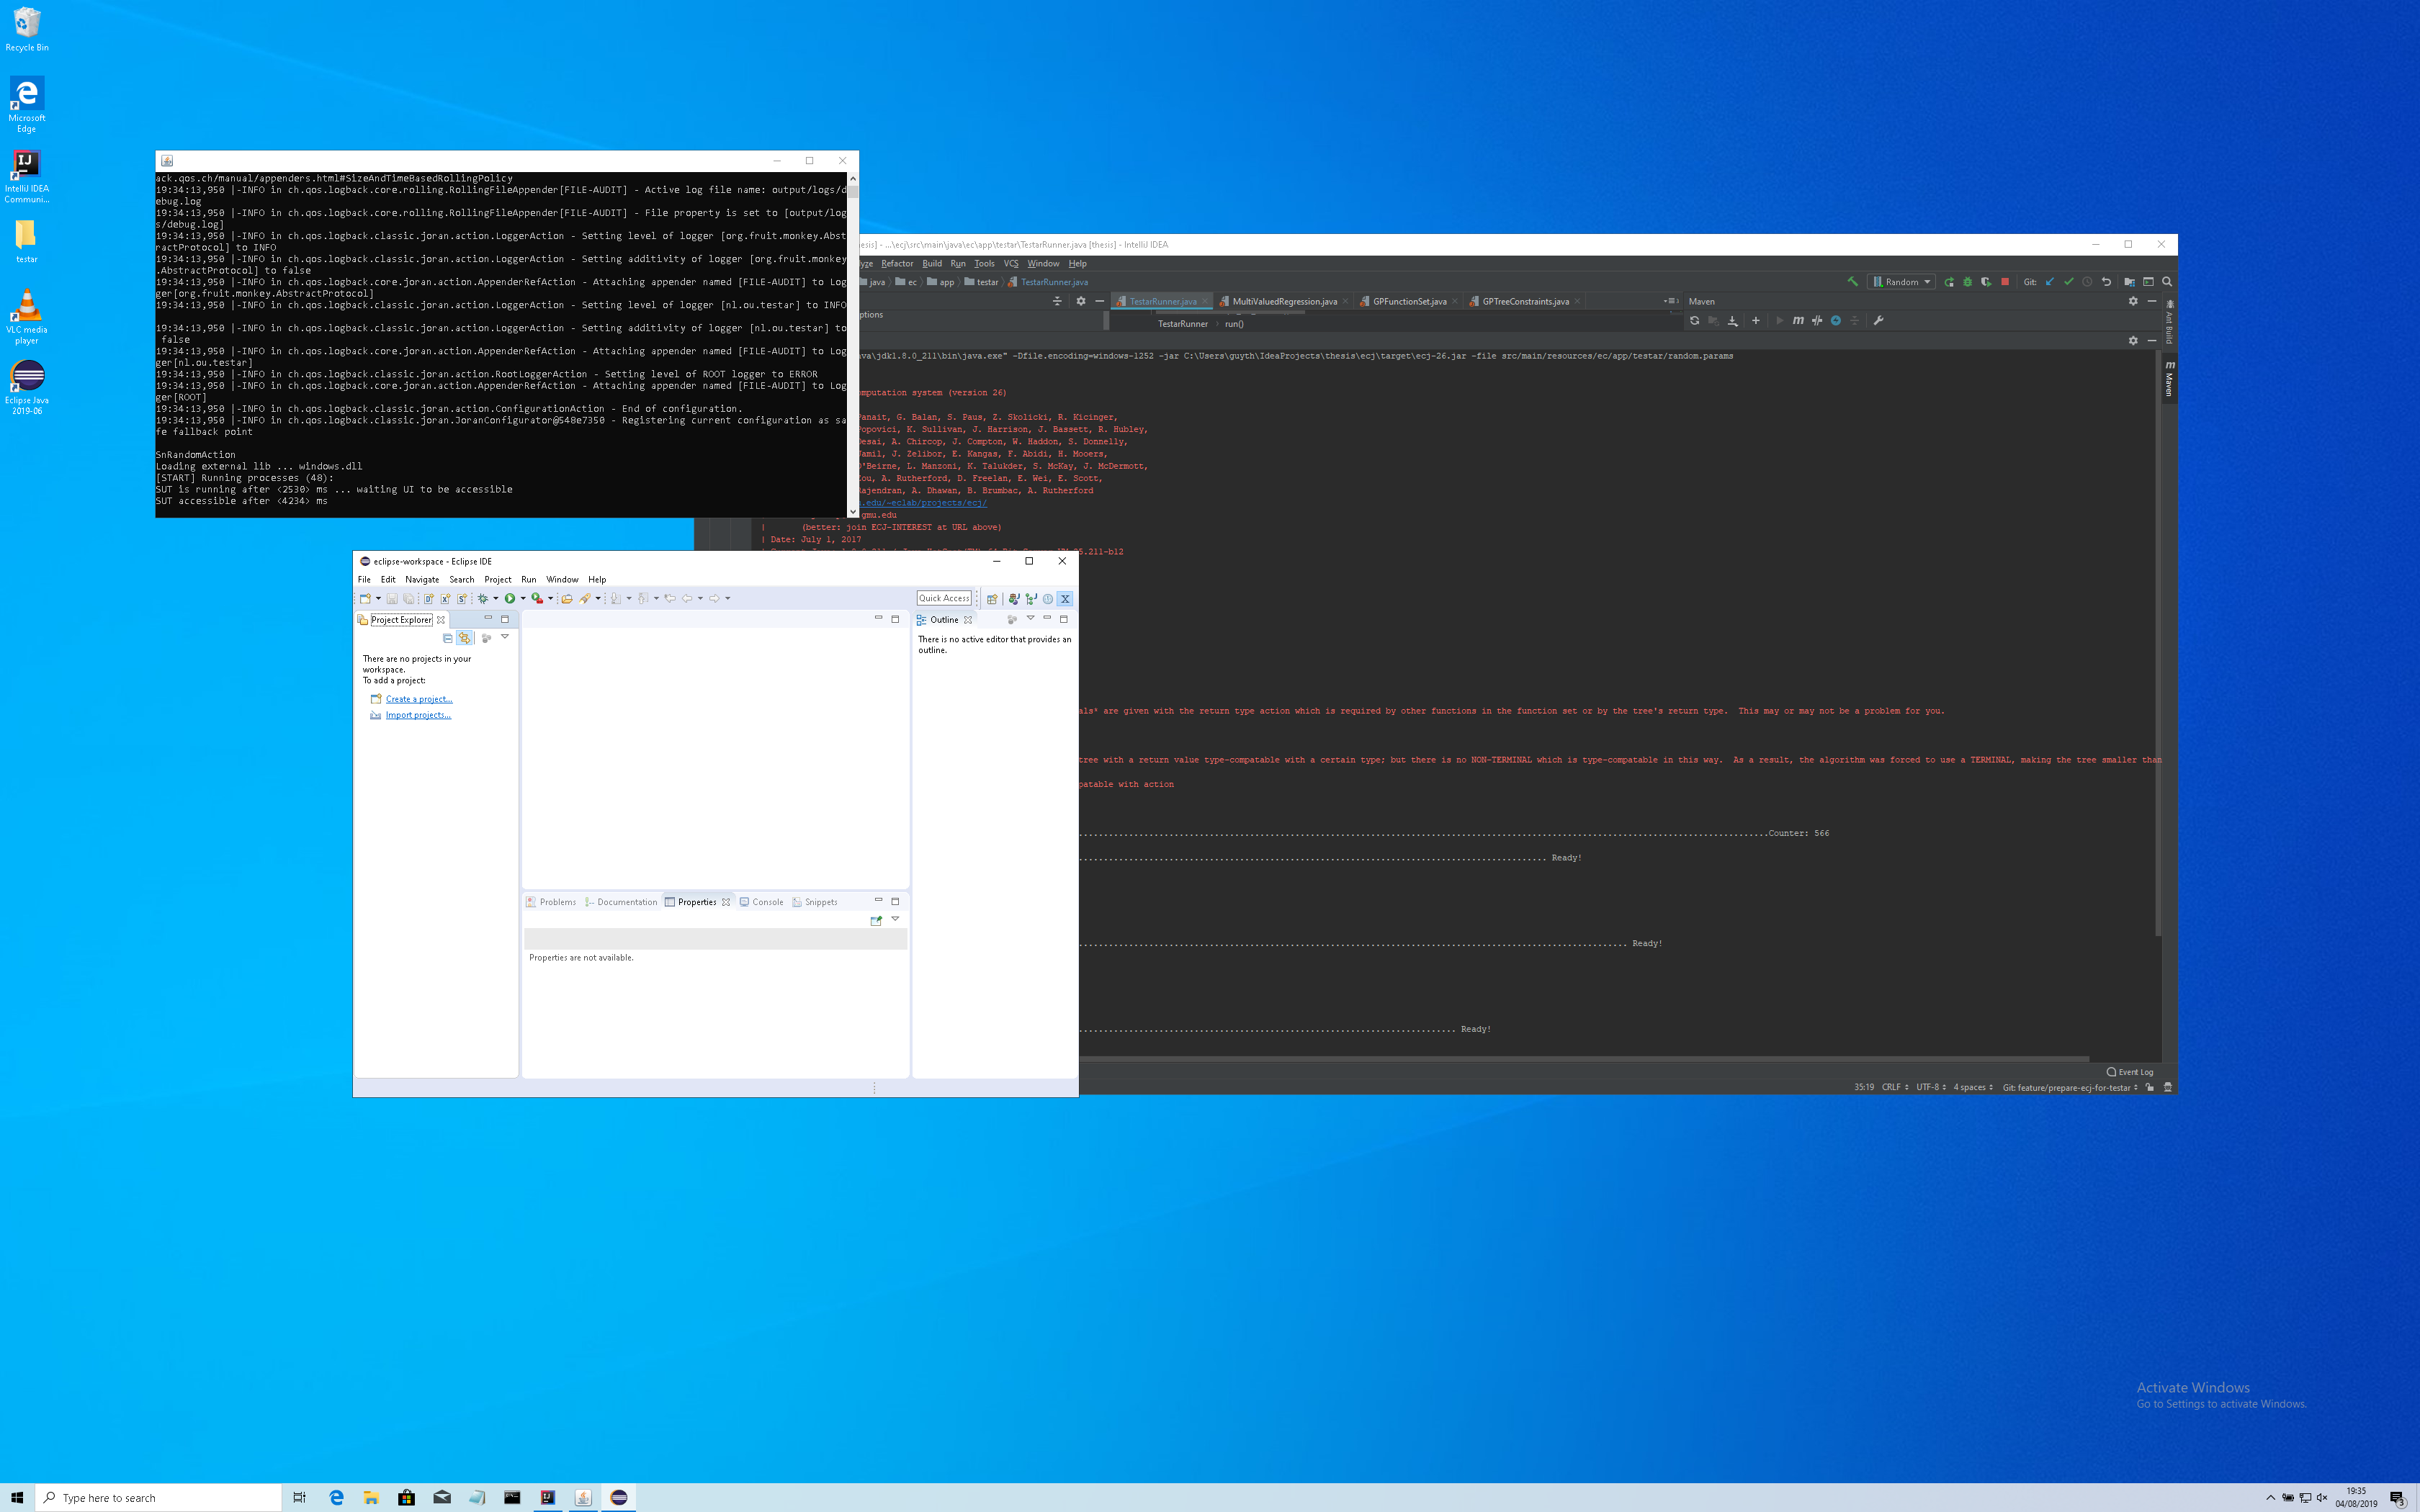 Recycle Bin
Microsoft
Edge
IntelliJ IDEA
Communi...
testar
VLC media
player
Eclipse Java
2019-06
ack.qos.ch/manual/appenders.html#SizeAndTimeBasedRollingPolicy
19:34:13,950 |-INFO in ch.qos.logback.core.rolling.RollingFileAppender[FILE-AUDIT] - Active log file name: output/logs/d
ebug.log
19:34:13,950 |-INFO in ch.qos.logback.core.rolling.RollingFileAppender[FILE-AUDIT] - File property is set to [output/log
s/debug.log]
19:34:13,950 |-INFO in ch.qos.logback.classic.joran.action.LoggerAction - Setting level of logger [org.fruit.monkey.Abst
ractProtocol] to INFO
19:34:13,950 |-INFO in ch.qos.logback.classic.joran.action.LoggerAction - Setting additivity of logger [org.fruit.monkey
.AbstractProtocol] to false
19:34:13,950 |-INFO in ch.qos.logback.core.joran.action.AppenderRefAction - Attaching appender named [FILE-AUDIT] to Log
ger[org.fruit.monkey.AbstractProtocol]
19:34:13,950 |-INFO in ch.qos.logback.classic.joran.action.LoggerAction - Setting level of logger [nl.ou.testar] to INFO
19:34:13,950 |-INFO in ch.qos.logback.classic.joran.action.LoggerAction - Setting additivity of logger [nl.ou.testar] to
false
19:34:13,950 |-INFO in ch.qos.logback.core.joran.action.AppenderRefAction - Attaching appender named [FILE-AUDIT] to Log
ger[nl.ou.testar]
19:34:13,950 |-INFO in ch.qos.logback.classic.joran.action.RootLoggerAction - Setting level of ROOT logger to ERROR
19:34:13,950 |-INFO in ch.qos.logback.core.joran.action.AppenderRefAction - Attaching appender named [FILE-AUDIT] to Log
ger[ROOT]
19:34:13,950 |-INFO in ch.qos.logback.classic.joran.action.ConfigurationAction - End of configuration.
19:34:13,950 |-INFO in ch.qos.logback.classic.joran.JoranConfigurator@548e7350 - Registering current configuration as sa
fe fallback point
SnRandomAction
Loading external lib ... windows.dll
[START] Running processes (48):
SUT is running after <2530> ms ... waiting UI to be accessible
SUT accessible after <4234> ms
esis] - ...\ecj\src\main\java\ec\app\testar\TestarRunner.java [thesis] - IntelliJ IDEA
yze Refactor Build Run Tools VCS Window Help
java ec app testar TestarRunner.java Random Git:
TestarRunner.java MultiValuedRegression.java GPFunctionSet.java GPTreeConstraints.java Maven
ptions
TestarRunner run()
Ant Build
Maven
ava\jdk1.8.0_211\bin\java.exe" -Dfile.encoding=windows-1252 -jar C:\Users\guyth\IdeaProjects\thesis\ecj\target\ecj-26.jar -file src/main/resources/ec/app/testar/random.params
mputation system (version 26)
Panait, G. Balan, S. Paus, Z. Skolicki, R. Kicinger,
Popovici, K. Sullivan, J. Harrison, J. Bassett, R. Hubley,
Desai, A. Chircop, J. Compton, W. Haddon, S. Donnelly,
Jamil, J. Zelibor, E. Kangas, F. Abidi, H. Mooers,
O'Beirne, L. Manzoni, K. Talukder, S. McKay, J. McDermott,
Zou, A. Rutherford, D. Freelan, E. Wei, E. Scott,
Rajendran, A. Dhawan, B. Brumbac, A. Rutherford
.edu/~eclab/projects/ecj/
gmu.edu
| (better: join ECJ-INTEREST at URL above)
| Date: July 1, 2017
5.211-b12
als* are given with the return type action which is required by other functions in the function set or by the tree's return type. This may or may not be a problem for you.
tree with a return value type-compatable with a certain type; but there is no NON-TERMINAL which is type-compatable in this way. As a result, the algorithm was forced to use a TERMINAL, making the tree smaller than
patable with action
Counter: 566
Ready!
Ready!
Ready!
Event Log
35:19 CRLF UTF-8 4 spaces Git: feature/prepare-ecj-for-testar
eclipse-workspace - Eclipse IDE
File Edit Navigate Search Project Run Window Help
Quick Access
Project Explorer
Outline
There are no projects in your
workspace.
To add a project:
Create a project...
Import projects...
There is no active editor that provides an
outline.
Problems Documentation Properties Console Snippets
Properties are not available.
Activate Windows
Go to Settings to activate Windows.
Type here to search
19:35
04/08/2019
3